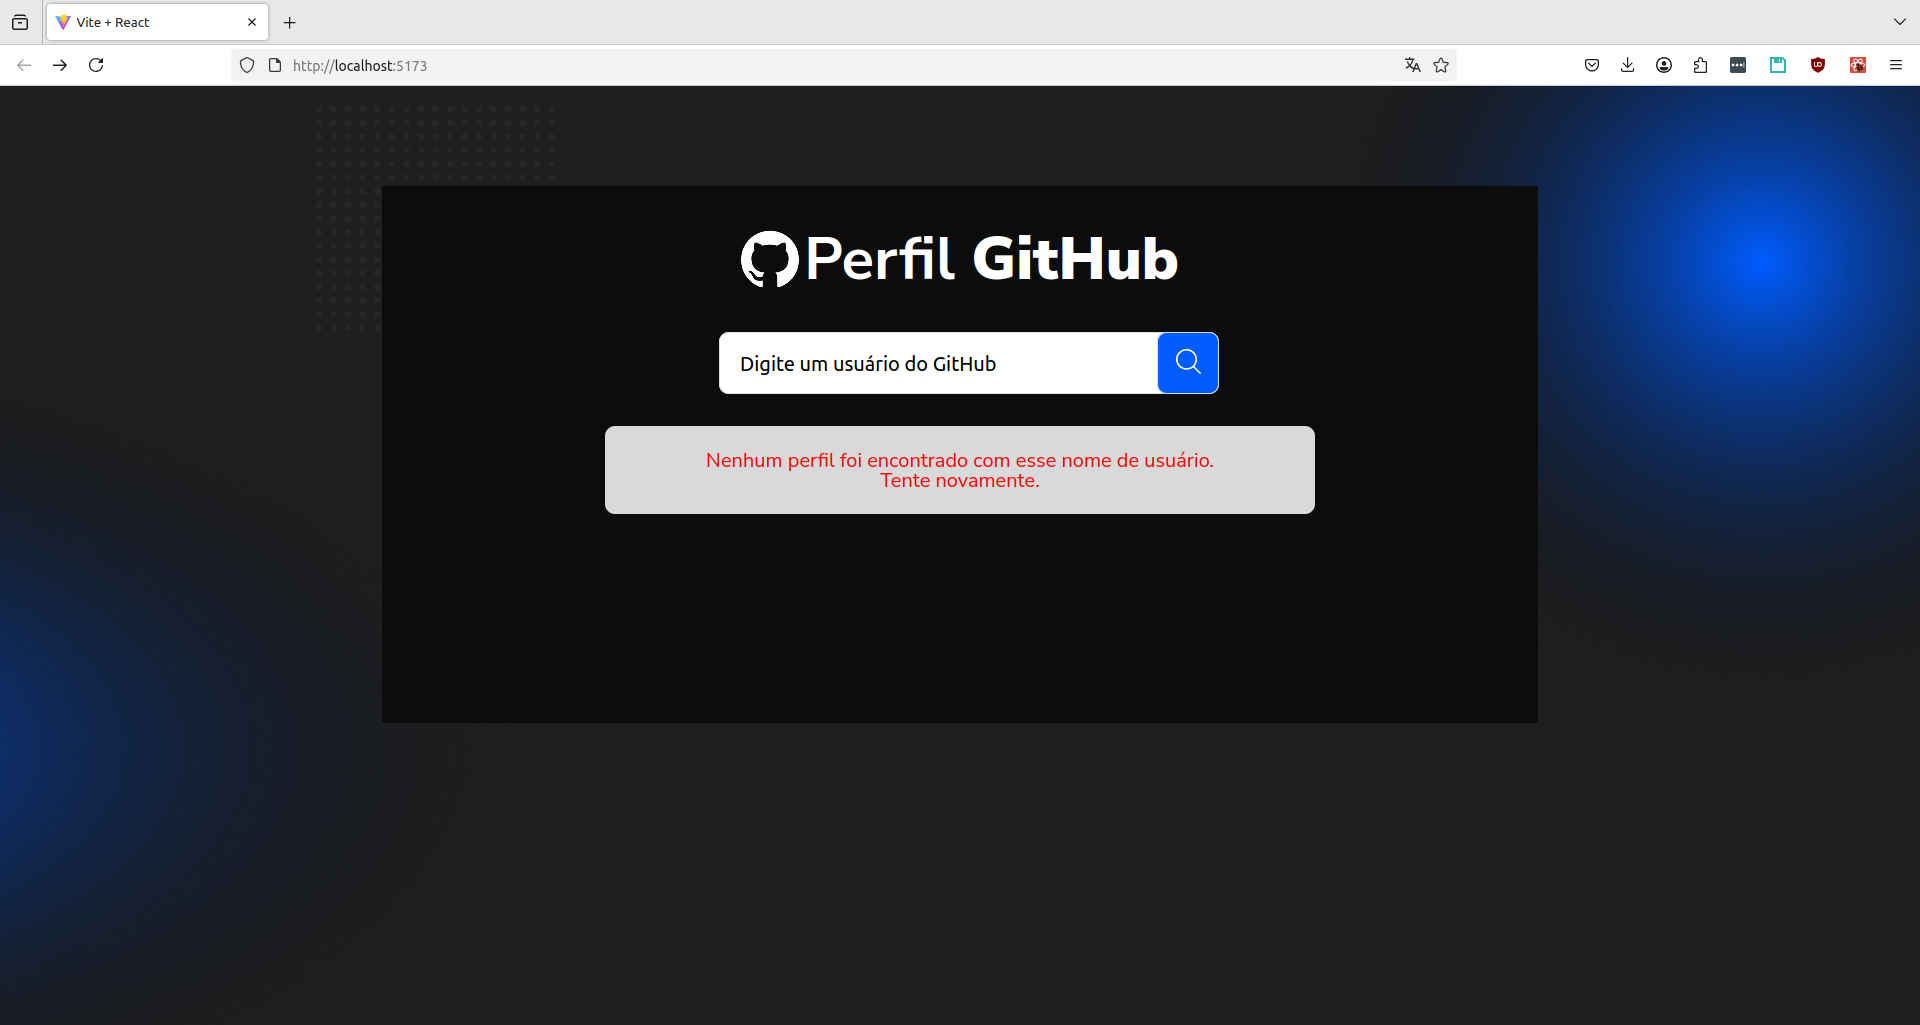 Vite + React
http://localhost:5173
Perfil GitHub
Digite um usuário do GitHub
Nenhum perfil foi encontrado com esse nome de usuário.
Tente novamente.